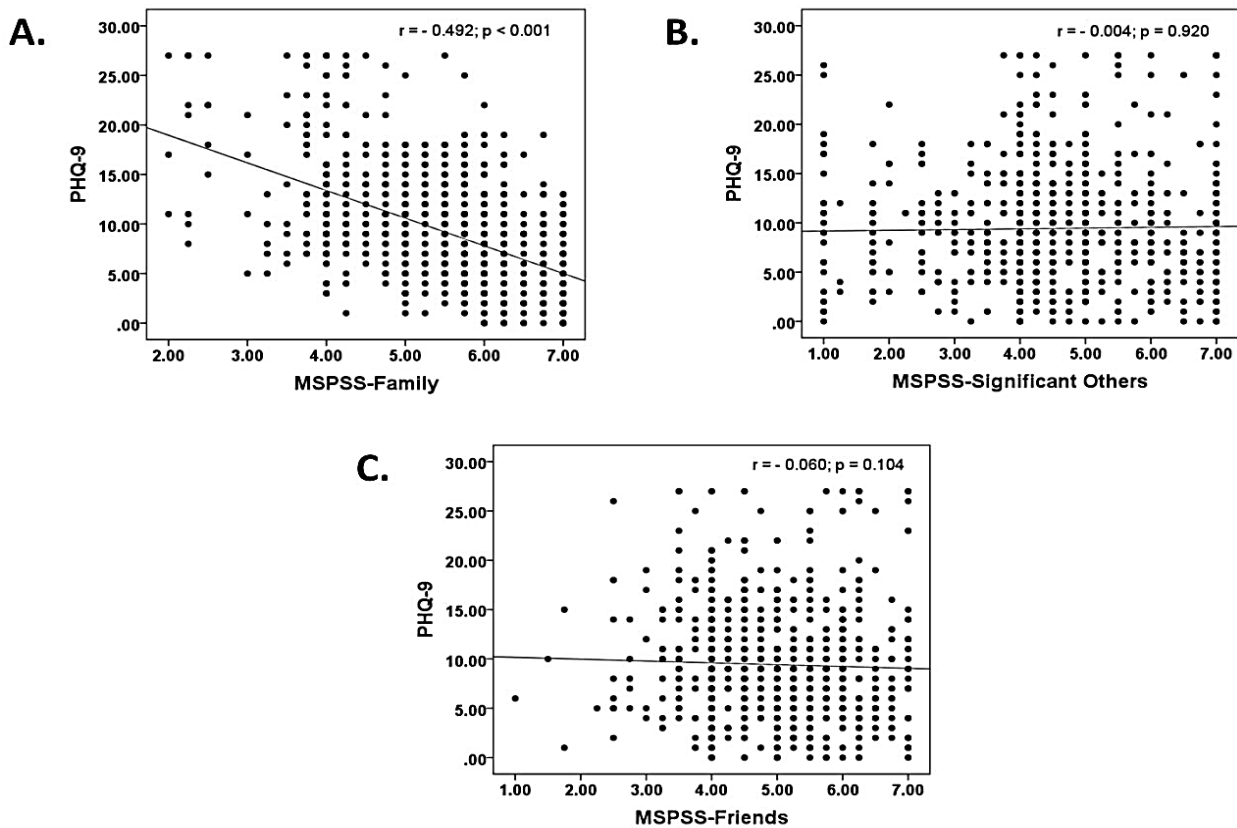 A.
r = - 0.492; p < 0.001
30.00
25.00
20.00
15.00
10.00
5.00
.00
PHQ-9
2.00 3.00 4.00 5.00 6.00 7.00
MSPSS-Family
B.
r = - 0.004; p = 0.920
30.00
25.00
20.00
15.00
10.00
5.00
.00
PHQ-9
1.00 2.00 3.00 4.00 5.00 6.00 7.00
MSPSS-Significant Others
C.
r = - 0.060; p = 0.104
30.00
25.00
20.00
15.00
10.00
5.00
.00
PHQ-9
1.00 2.00 3.00 4.00 5.00 6.00 7.00
MSPSS-Friends